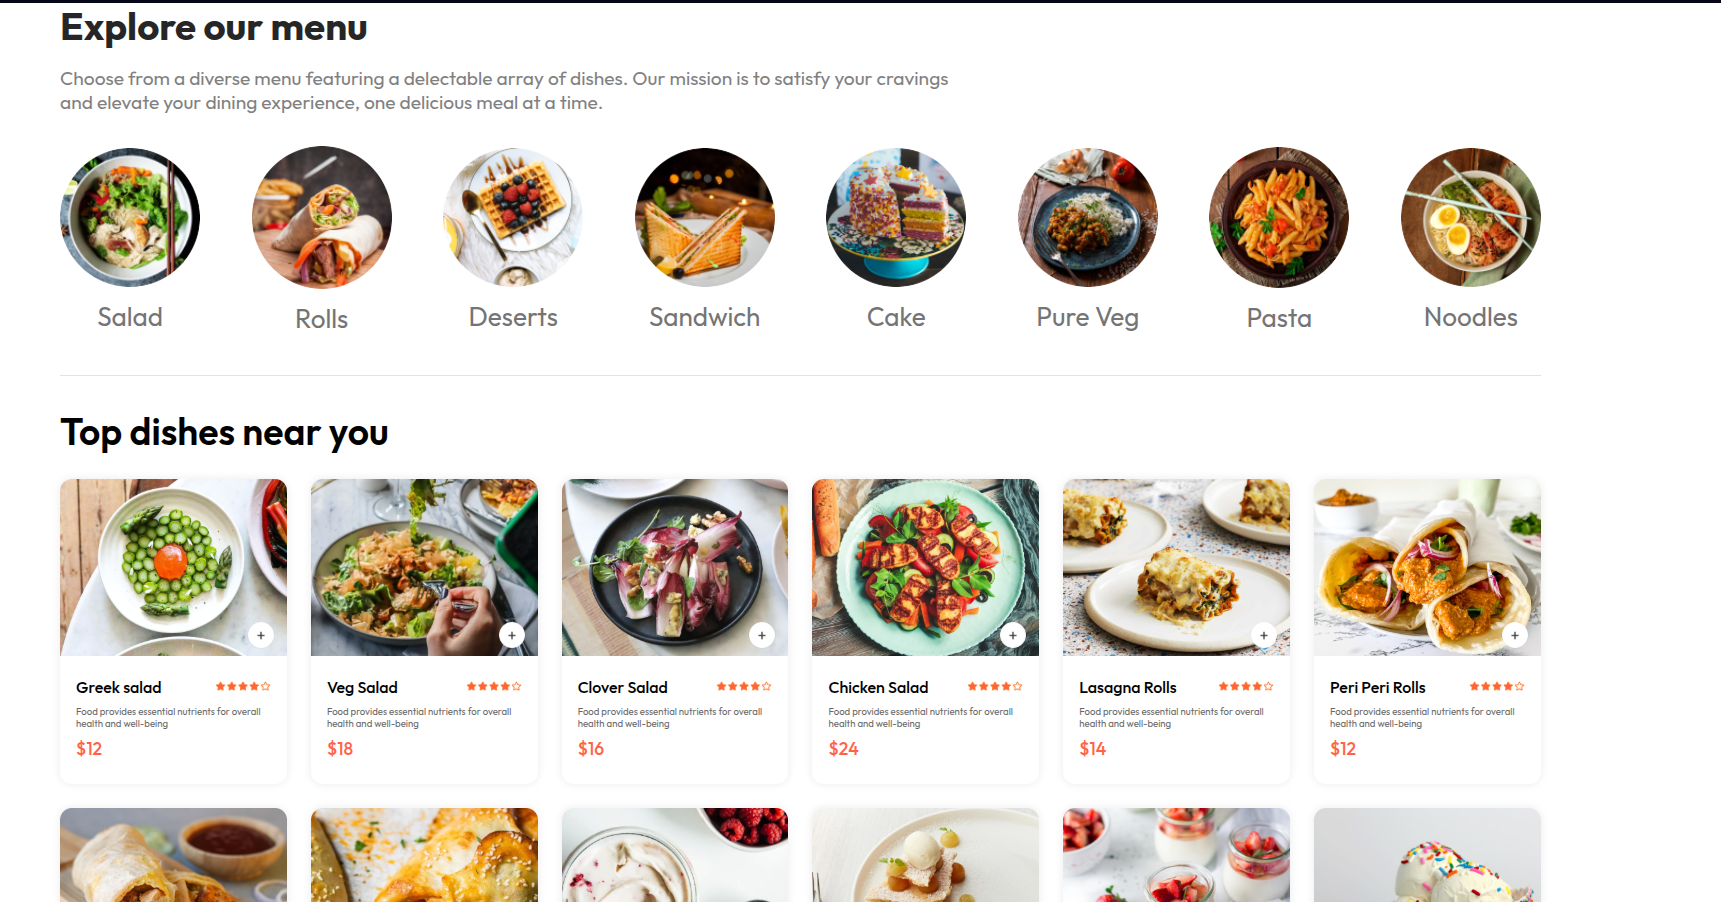 Explore our menu
Choose from a diverse menu featuring a delectable array of dishes. Our mission is to satisfy your cravings
and elevate your dining experience, one delicious meal at a time.
Salad
Rolls
Deserts
Sandwich
Cake
Pure Veg
Pasta
Noodles
Top dishes near you
Greek salad
Food provides essential nutrients for overall
health and well-being
$12
Veg Salad
Food provides essential nutrients for overall
health and well-being
$18
Clover Salad
Food provides essential nutrients for overall
health and well-being
$16
Chicken Salad
Food provides essential nutrients for overall
health and well-being
$24
Lasagna Rolls
Food provides essential nutrients for overall
health and well-being
$14
Peri Peri Rolls
Food provides essential nutrients for overall
health and well-being
$12